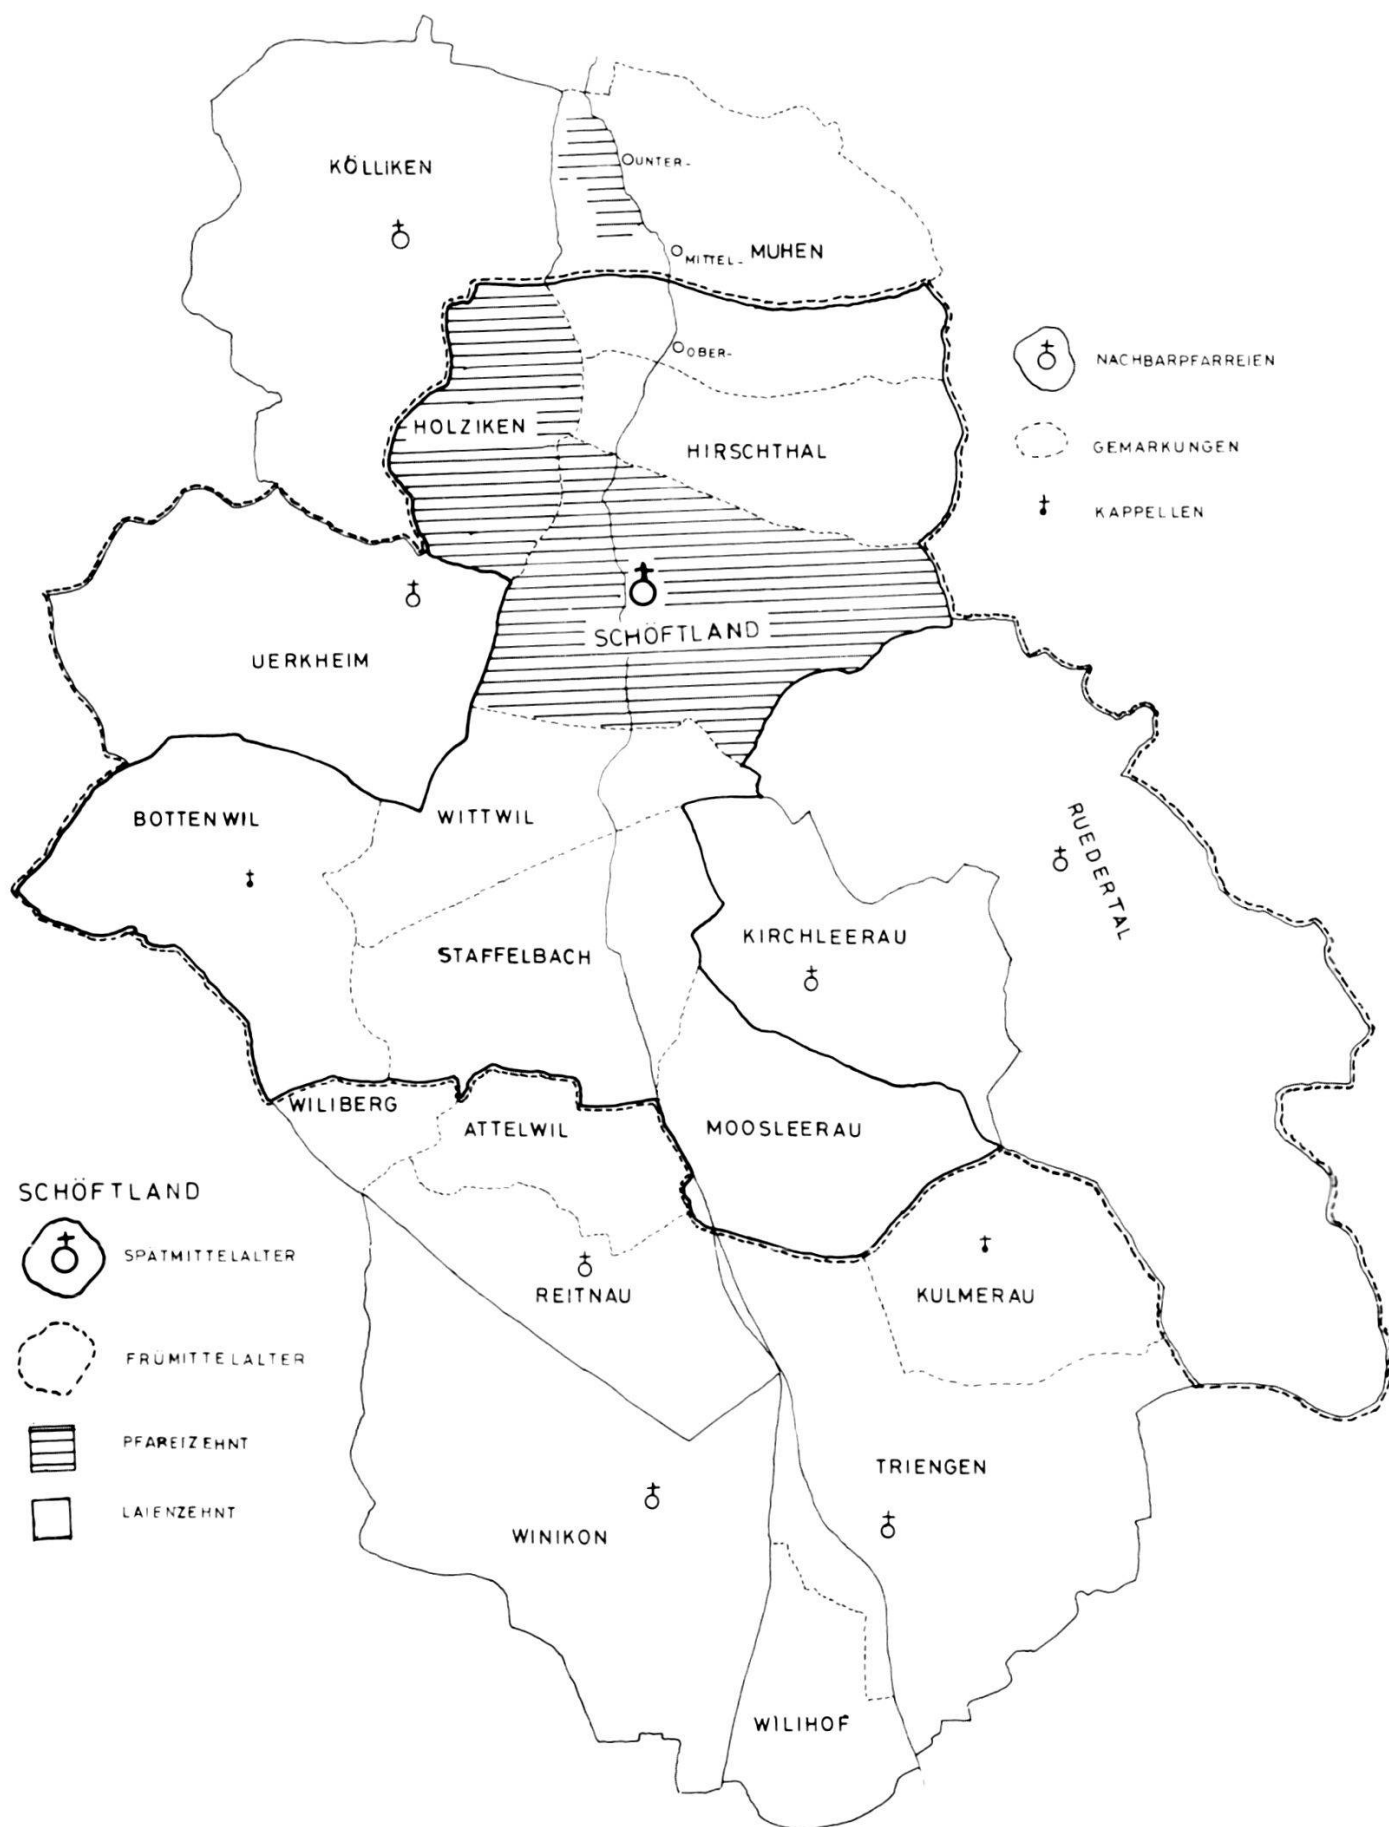 KÖLLIKEN
UNTER-
MITTEL- MUHEN
OBER-
NACHBARPFARREIEN
HOLZIKEN
HIRSCHTHAL
GEMARKUNGEN
KAPPELLEN
SCHÖFTLAND
UERKHEIM
BOTTENWIL
WITTWIL
RUEDERTAL
KIRCHLEERAU
STAFFELBACH
WILIBERG
ATTELWIL
MOOSLEERAU
SCHÖFTLAND
SPÄTMITTELALTER
REITNAU
KULMERAU
FRÜMITTELALTER
PFAREIZEHNT
TRIENGEN
LAIENZEHNT
WINIKON
WILIHOF